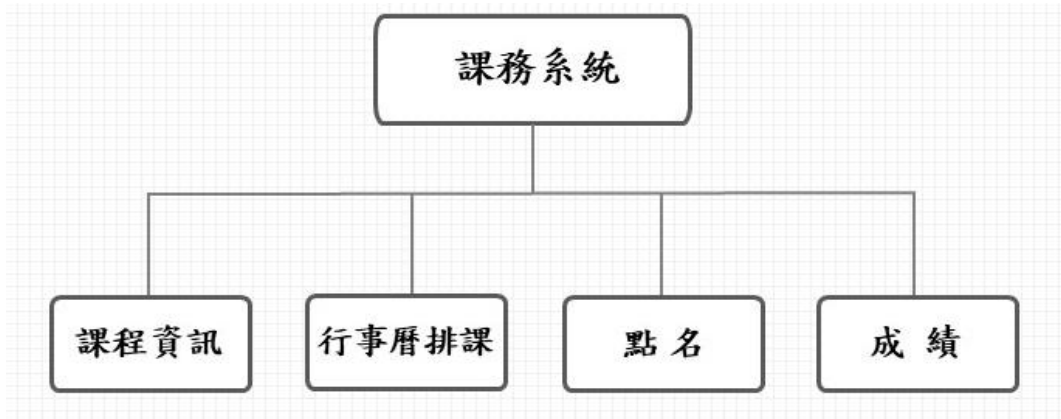 課務系統
課程資訊
行事曆排課
點名
成績